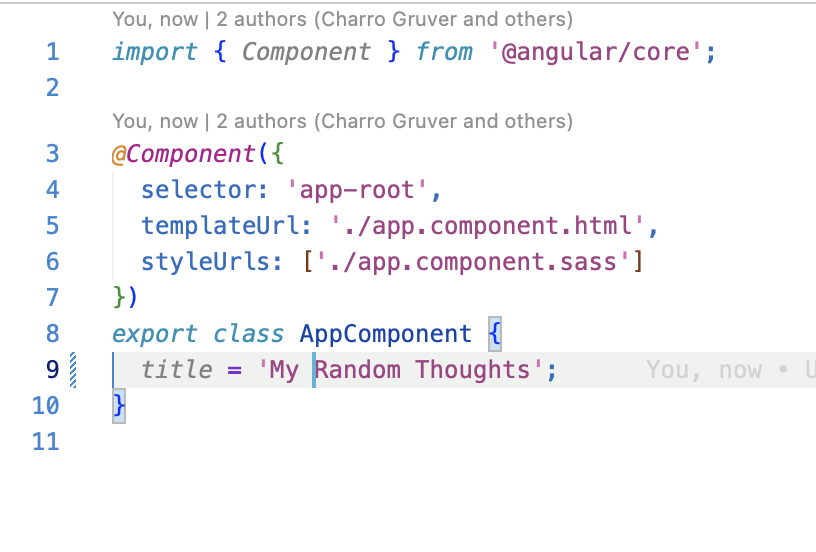 You, now | 2 authors (Charro Gruver and others)
1 import { Component } from '@angular/core';
2
You, now | 2 authors (Charro Gruver and others)
3 @Component({
4   selector: 'app-root',
5   templateUrl: './app.component.html',
6   styleUrls: ['./app.component.sass']
7 })
8 export class AppComponent {
9   title = 'My Random Thoughts'; You, now • U
10 }
11